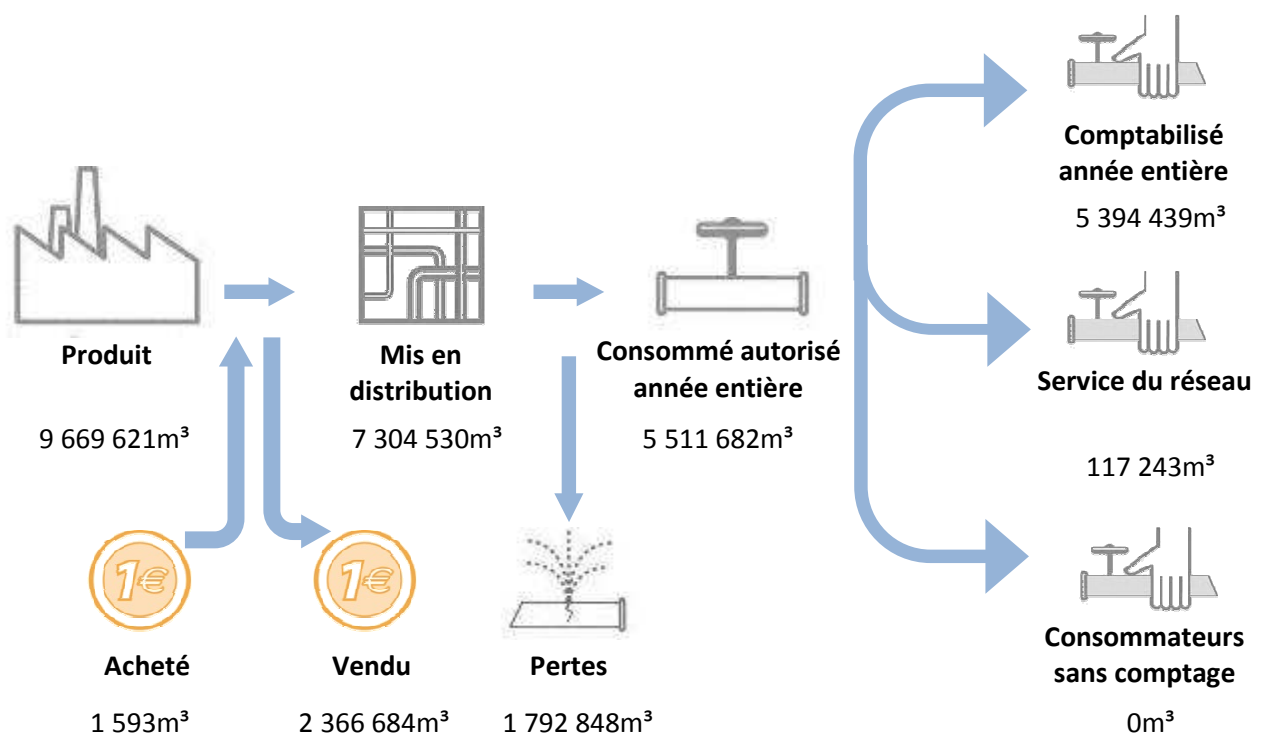 Comptabilisé
année entière
5 394 439m³
Produit
9 669 621m³
Mis en
distribution
7 304 530m³
Consommé autorisé
année entière
5 511 682m³
Service du réseau
117 243m³
1€
Acheté
1 593m³
1€
Vendu
2 366 684m³
Pertes
1 792 848m³
Consommateurs
sans comptage
0m³